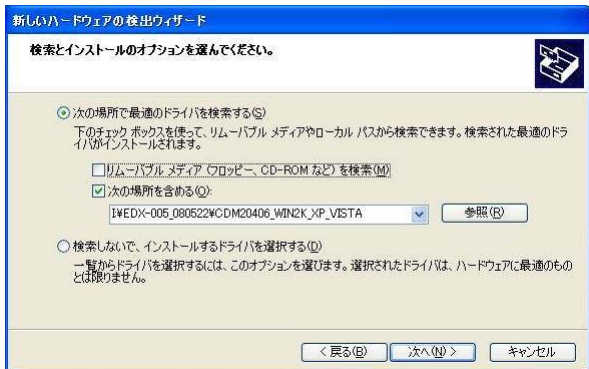 新しいハードウェアの検出ウィザード
検索とインストールのオプションを選んでください。
次の場所で最適のドライバを検索する(S)
下のチェック ボックスを使って、リムーバブル メディアやローカル パスから検索できます。検索された最適のドラ
イバがインストールされます。
リムーバブル メディア (フロッピー、CD-ROM など) を検索(M)
次の場所を含める(O):
I¥EDX-005_080522¥CDM20406_WIN2K_XP_VISTA
参照(R)
検索しないで、インストールするドライバを選択する(D)
一覧からドライバを選択するには、このオプションを選びます。選択されたドライバは、ハードウェアに最適のもの
とは限りません。
< 戻る(B)
次へ(N) >
キャンセル